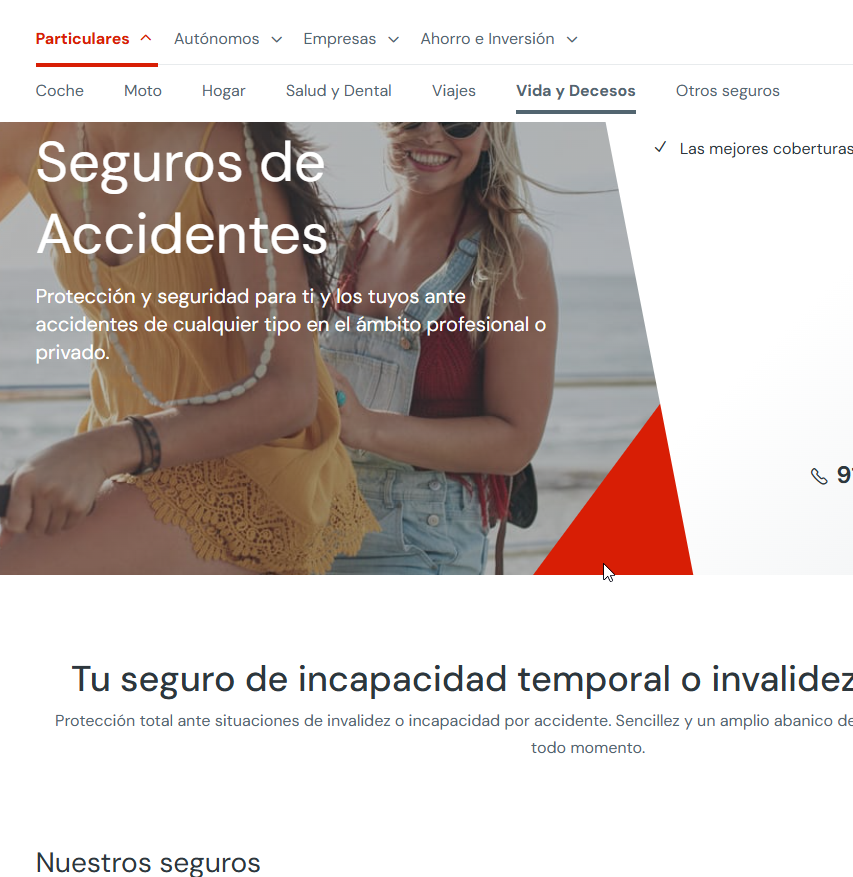 Particulares Autónomos Empresas Ahorro e Inversión
Coche Moto Hogar Salud y Dental Viajes Vida y Decesos Otros seguros
Las mejores coberturas
Seguros de
Accidentes
Protección y seguridad para ti y los tuyos ante
accidentes de cualquier tipo en el ámbito profesional o
privado.
Tu seguro de incapacidad temporal o invalidez
Protección total ante situaciones de invalidez o incapacidad por accidente. Sencillez y un amplio abanico de
todo momento.
Nuestros seguros